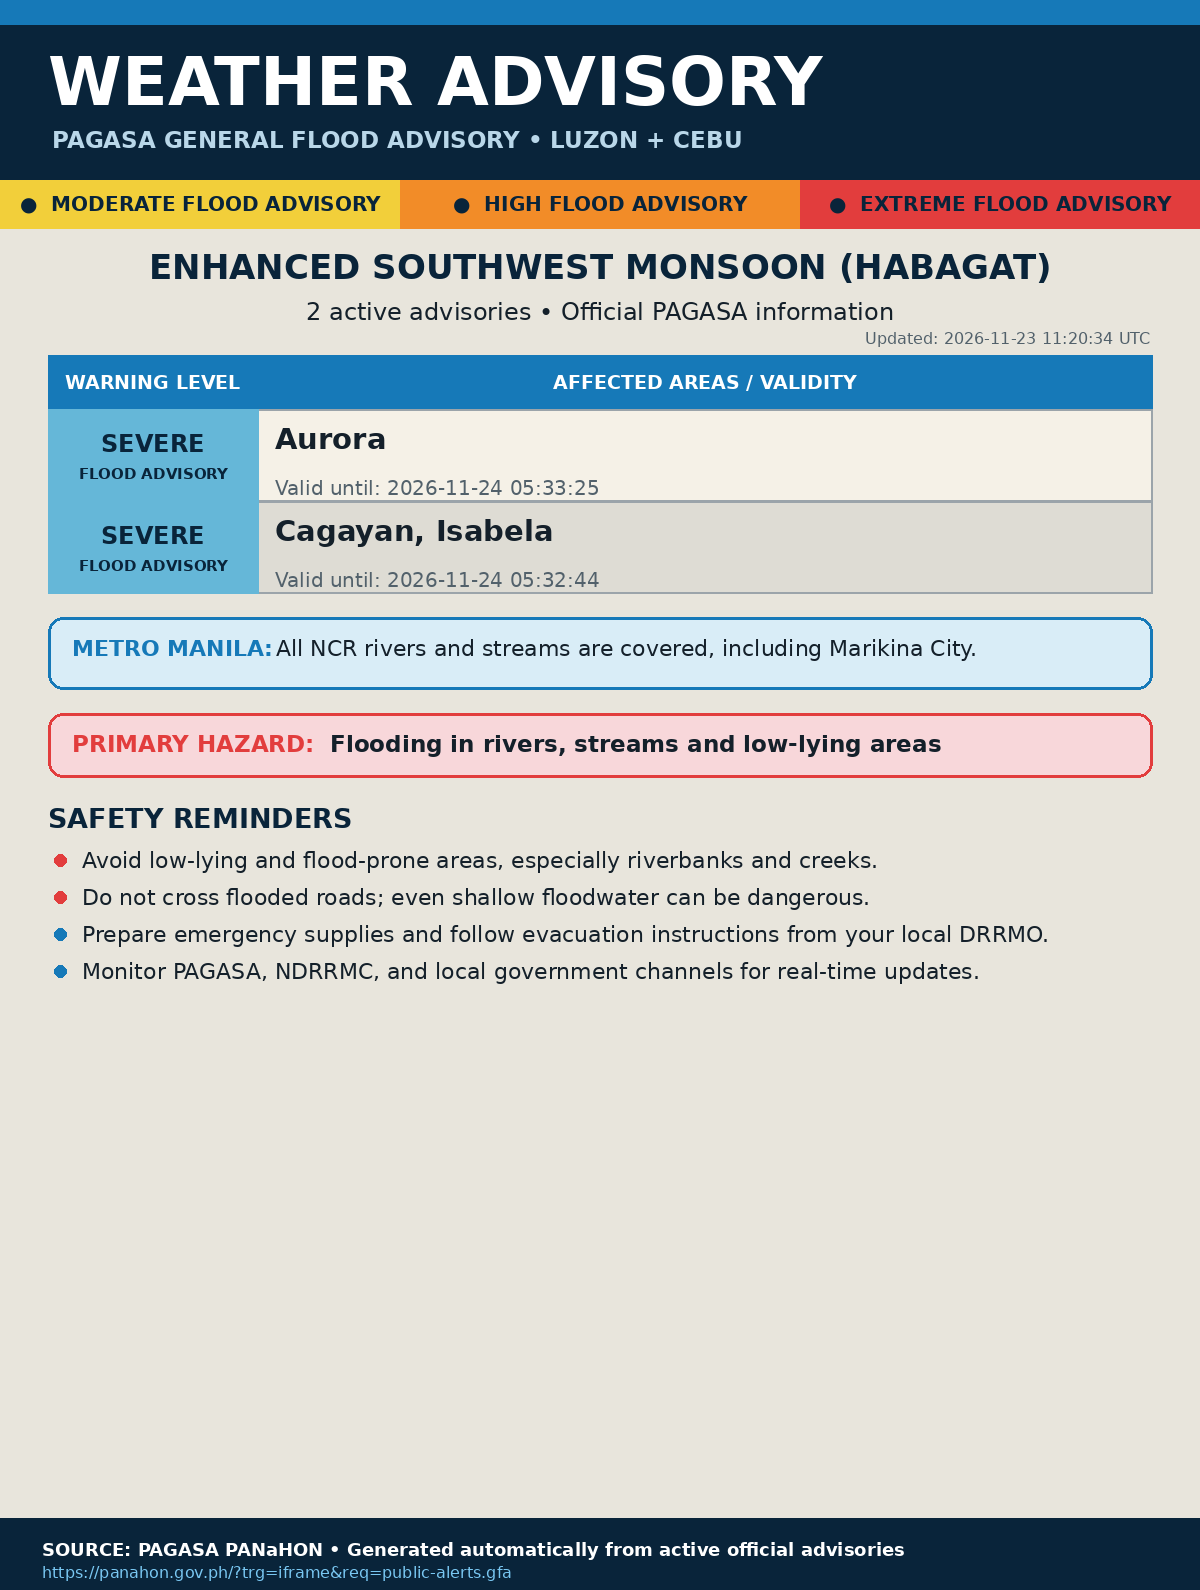 WEATHER ADVISORY
PAGASA GENERAL FLOOD ADVISORY • LUZON + CEBU
● MODERATE FLOOD ADVISORY ● HIGH FLOOD ADVISORY ● EXTREME FLOOD ADVISORY
ENHANCED SOUTHWEST MONSOON (HABAGAT)
2 active advisories • Official PAGASA information
Updated: 2026-11-23 11:20:34 UTC
WARNING LEVEL AFFECTED AREAS / VALIDITY
SEVERE
FLOOD ADVISORY
Aurora
Valid until: 2026-11-24 05:33:25
SEVERE
FLOOD ADVISORY
Cagayan, Isabela
Valid until: 2026-11-24 05:32:44
METRO MANILA: All NCR rivers and streams are covered, including Marikina City.
PRIMARY HAZARD: Flooding in rivers, streams and low-lying areas
SAFETY REMINDERS
Avoid low-lying and flood-prone areas, especially riverbanks and creeks.
Do not cross flooded roads; even shallow floodwater can be dangerous.
Prepare emergency supplies and follow evacuation instructions from your local DRRMO.
Monitor PAGASA, NDRRMC, and local government channels for real-time updates.
SOURCE: PAGASA PANaHON • Generated automatically from active official advisories
https://panahon.gov.ph/?trg=iframe&req=public-alerts.gfa